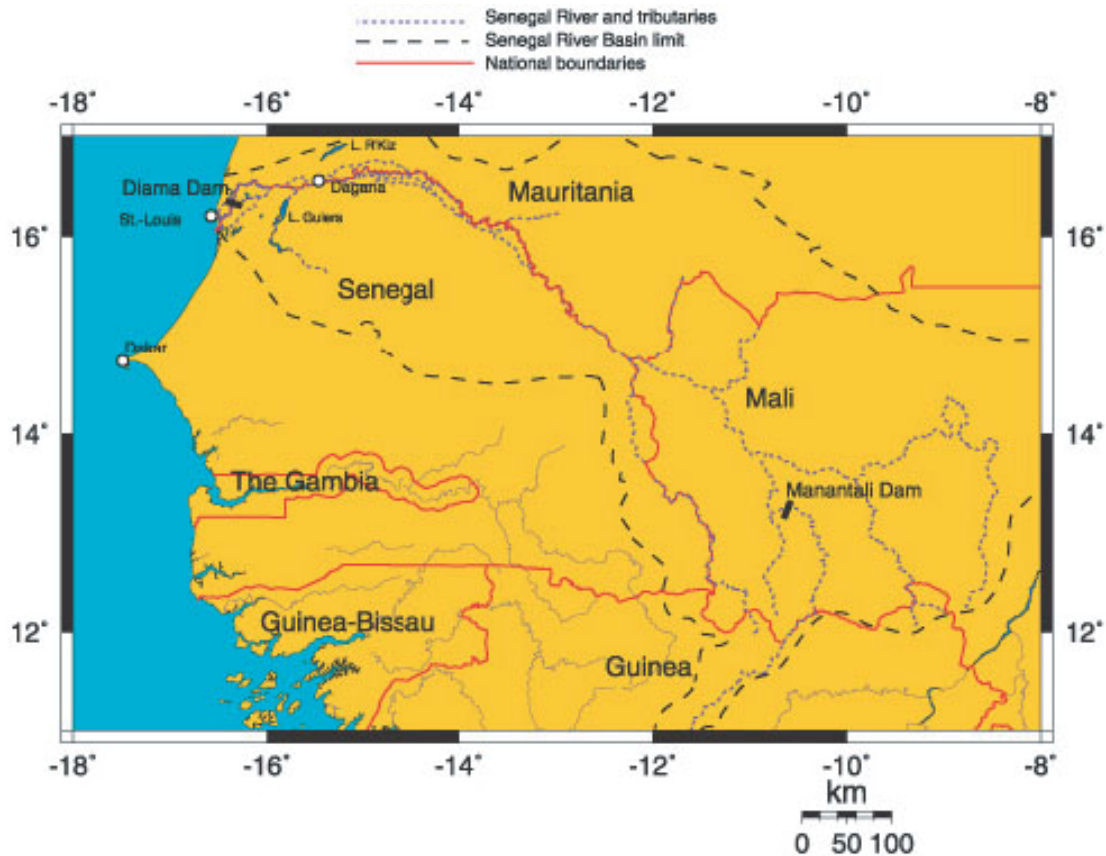 Senegal River and tributaries
Senegal River Basin limit
National boundaries
-18° -16° -14° -12° -10° -8°
L. R'Kiz
Diama Dam
Dagana
Mauritania
St.-Louis
L. Guiers
16° 16°
Senegal
Dakar
Mali
14° 14°
The Gambia
Manantali Dam
Guinea-Bissau
12° 12°
Guinea
-18° -16° -14° -12° -10° -8°
km
0 50 100